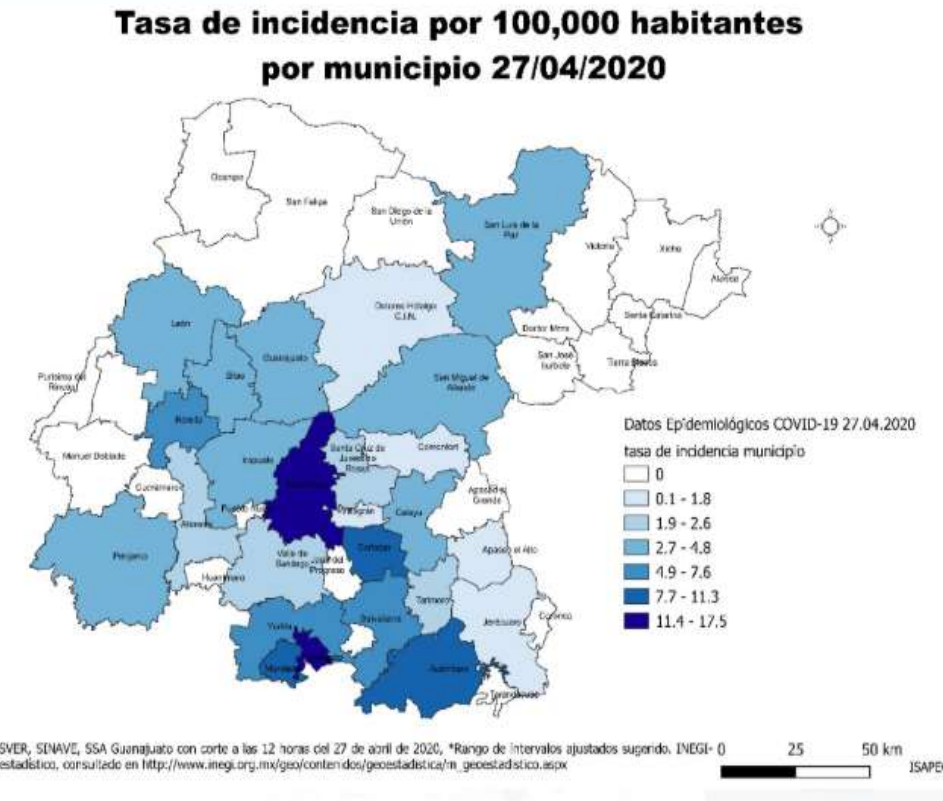 Tasa de incidencia por 100,000 habitantes
por municipio 27/04/2020
Ocampo
San Felipe
San Diego de la
Unión
San Luis de la
Paz
Victoria
Xichú
Atarjea
Santa Catarina
Doctor Mora
San José
Iturbide
Tierra Blanca
Dolores Hidalgo
C.I.N.
León
Silao
Guanajuato
San Miguel de
Allende
Purísima del
Rincón
Romita
Manuel Doblado
Cuerámaro
Irapuato
Santa Cruz de
Juventino
Rosas
Comonfort
Apaseo el
Grande
Celaya
Abasolo
Pénjamo
Valle de
Santiago
Jaral del
Progreso
Cortazar
Apaseo el Alto
Huanímaro
Tarimoro
Jerécuaro
Coroneo
Yuriria
Salvatierra
Moroleón
Acámbaro
Tarandacuao
Datos Epidemiológicos COVID-19 27.04.2020
tasa de incidencia municipio
0
0.1 - 1.8
1.9 - 2.6
2.7 - 4.8
4.9 - 7.6
7.7 - 11.3
11.4 - 17.5
SVER, SINAVE, SSA Guanajuato con corte a las 12 horas del 27 de abril de 2020, *Rango de intervalos ajustados sugerido. INEGI-
estadístico, consultado en http://www.inegi.org.mx/geo/contenidos/geoestadistica/m_geoestadistico.aspx
0 25 50 km
ISAPEG